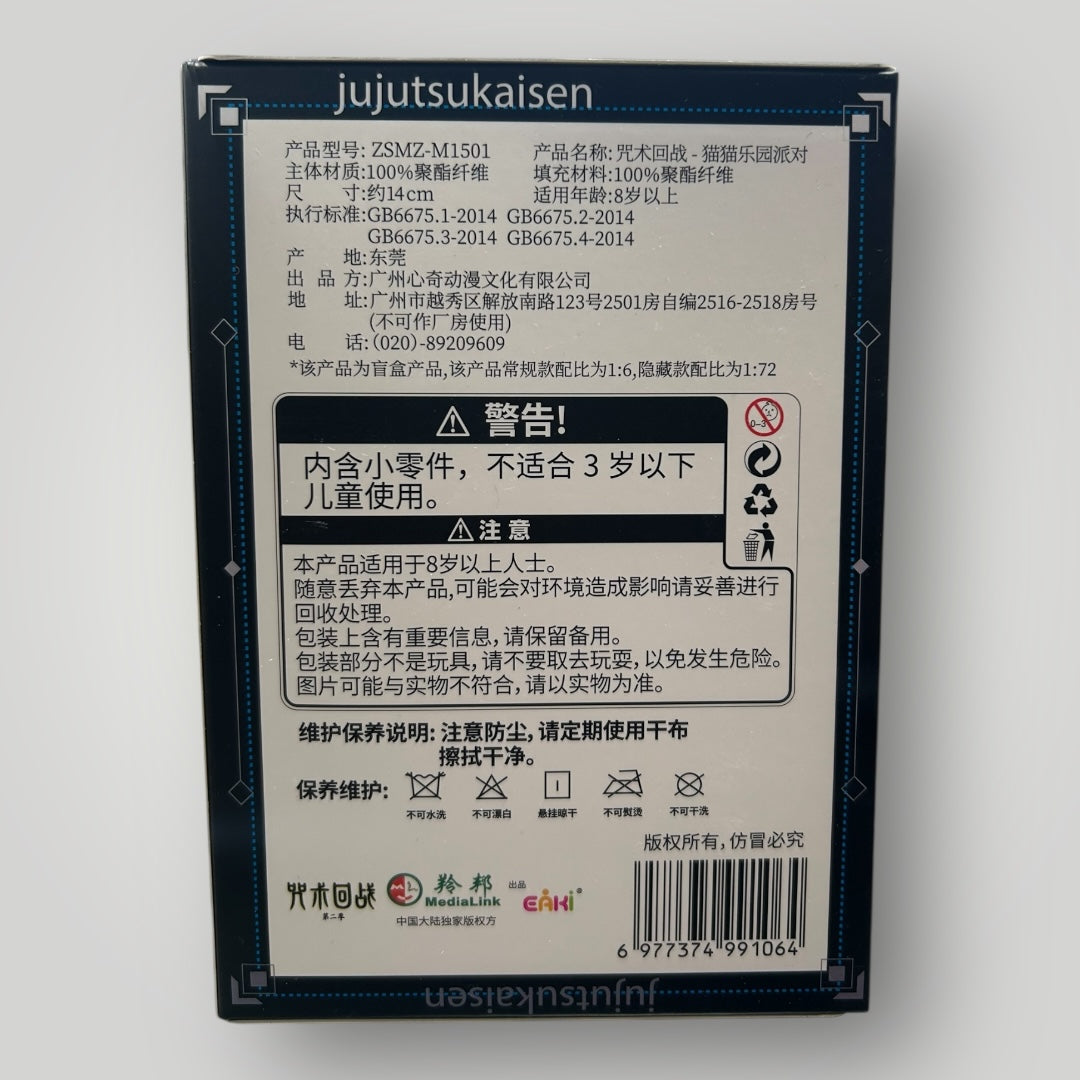 jujutsukaisen
产品型号: ZSMZ-M1501 产品名称: 咒术回战 - 猫猫乐园派对
主体材质:100%聚酯纤维 填充材料:100%聚酯纤维
尺 寸:约14cm 适用年龄:8岁以上
执行标准:GB6675.1-2014 GB6675.2-2014
GB6675.3-2014 GB6675.4-2014
产 地:东莞
出 品 方:广州心奇动漫文化有限公司
地 址:广州市越秀区解放南路123号2501房自编2516-2518房号
(不可作厂房使用)
电 话:(020)-89209609
*该产品为盲盒产品,该产品常规款配比为1:6,隐藏款配比为1:72
警告!
0-3
内含小零件，不适合 3 岁以下
儿童使用。
注意
本产品适用于8岁以上人士。
随意丢弃本产品,可能会对环境造成影响请妥善进行
回收处理。
包装上含有重要信息,请保留备用。
包装部分不是玩具,请不要取去玩耍,以免发生危险。
图片可能与实物不符合,请以实物为准。
维护保养说明: 注意防尘,请定期使用干布
擦拭干净。
保养维护:
不可水洗 不可漂白 悬挂晾干 不可熨烫 不可干洗
版权所有,仿冒必究
咒术回战
第二季
羚邦
MediaLink
中国大陆独家版权方
出品
EAKI®
6 977374 991064
jujutsukaisen